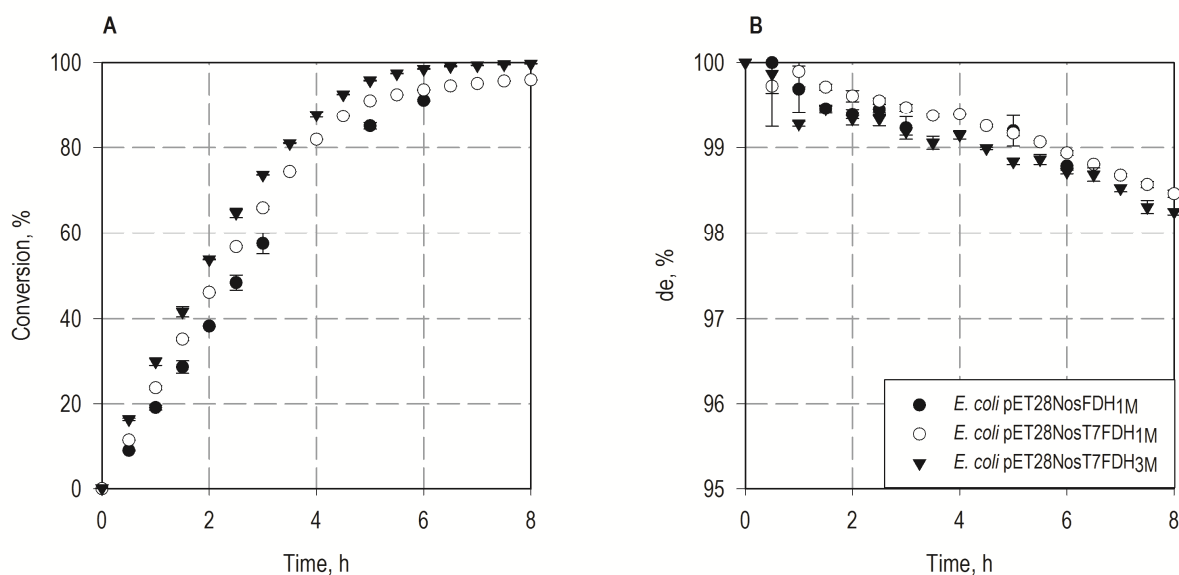 A
100
80
60
40
20
0
0 2 4 6 8
Conversion, %
Time, h
B
100
99
98
97
96
95
0 2 4 6 8
de, %
Time, h
E. coli pET28NosFDH1M
E. coli pET28NosT7FDH1M
E. coli pET28NosT7FDH3M